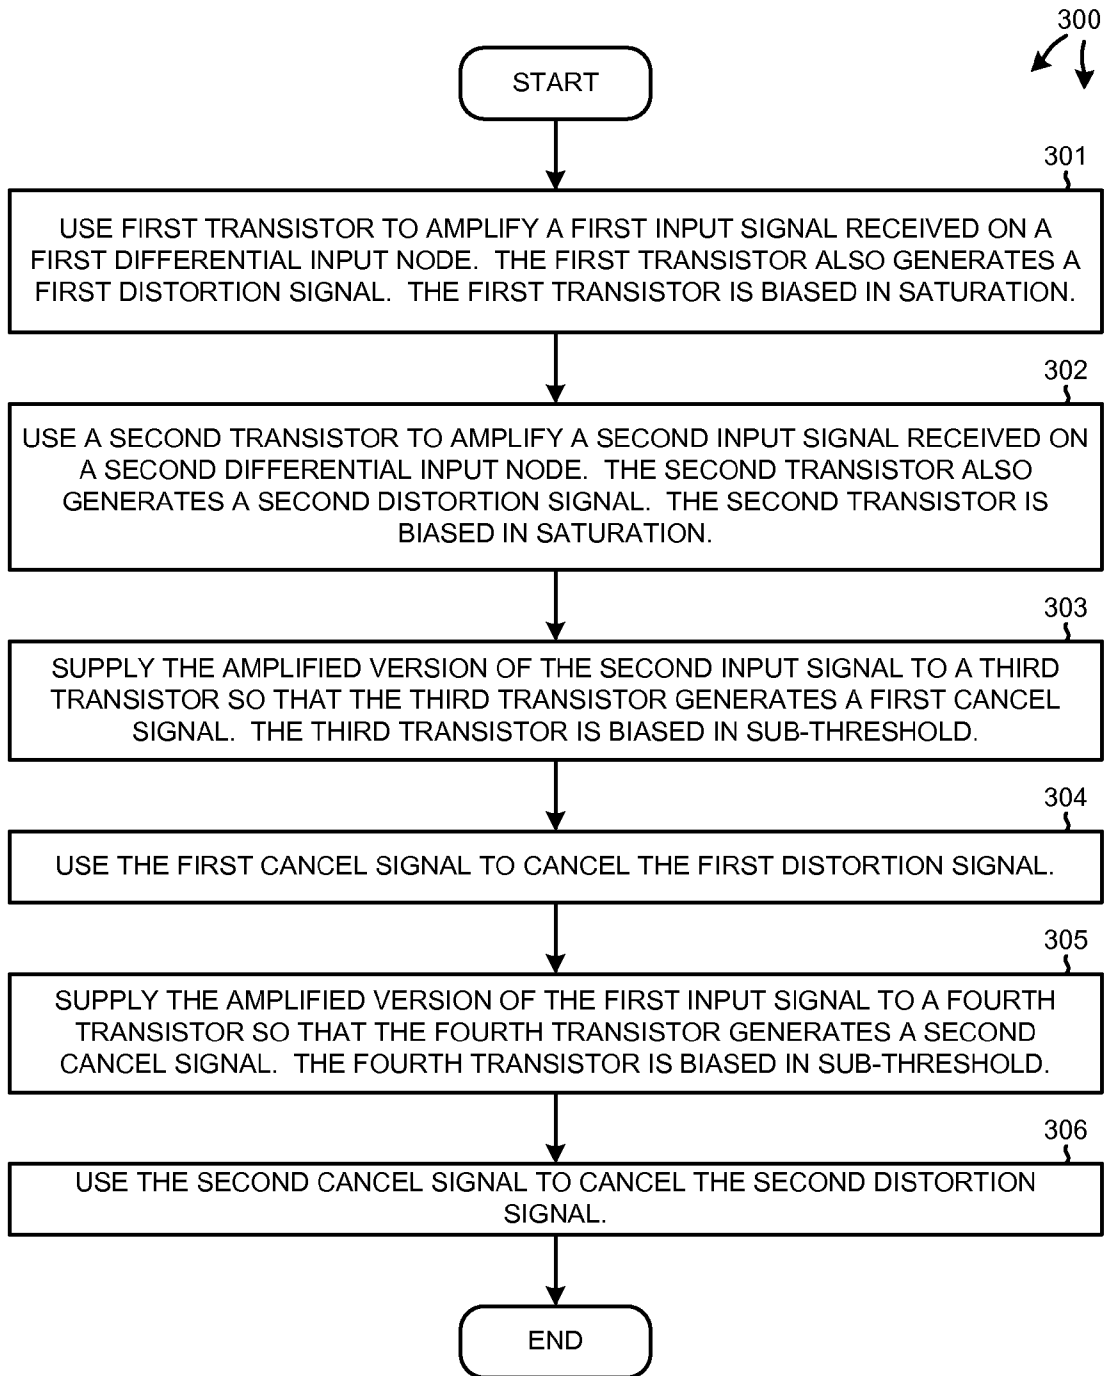 300
START
301
USE FIRST TRANSISTOR TO AMPLIFY A FIRST INPUT SIGNAL RECEIVED ON A
FIRST DIFFERENTIAL INPUT NODE.  THE FIRST TRANSISTOR ALSO GENERATES A
FIRST DISTORTION SIGNAL.  THE FIRST TRANSISTOR IS BIASED IN SATURATION.
302
USE A SECOND TRANSISTOR TO AMPLIFY A SECOND INPUT SIGNAL RECEIVED ON
A SECOND DIFFERENTIAL INPUT NODE.  THE SECOND TRANSISTOR ALSO
GENERATES A SECOND DISTORTION SIGNAL.  THE SECOND TRANSISTOR IS
BIASED IN SATURATION.
303
SUPPLY THE AMPLIFIED VERSION OF THE SECOND INPUT SIGNAL TO A THIRD
TRANSISTOR SO THAT THE THIRD TRANSISTOR GENERATES A FIRST CANCEL
SIGNAL.  THE THIRD TRANSISTOR IS BIASED IN SUB-THRESHOLD.
304
USE THE FIRST CANCEL SIGNAL TO CANCEL THE FIRST DISTORTION SIGNAL.
305
SUPPLY THE AMPLIFIED VERSION OF THE FIRST INPUT SIGNAL TO A FOURTH
TRANSISTOR SO THAT THE FOURTH TRANSISTOR GENERATES A SECOND
CANCEL SIGNAL.  THE FOURTH TRANSISTOR IS BIASED IN SUB-THRESHOLD.
306
USE THE SECOND CANCEL SIGNAL TO CANCEL THE SECOND DISTORTION
SIGNAL.
END